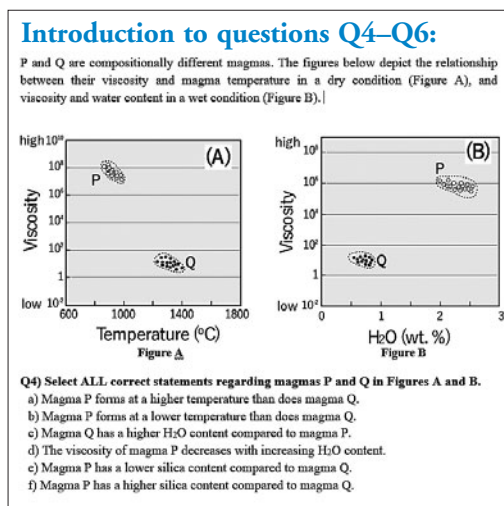 Introduction to questions Q4–Q6:
P and Q are compositionally different magmas. The figures below depict the relationship
between their viscosity and magma temperature in a dry condition (Figure A), and
viscosity and water content in a wet condition (Figure B).
high 10¹⁰
10⁸
10⁶
10⁴
10²
1
low 10⁻²
Viscosity
(A)
P
Q
600 1000 1400 1800
Temperature (ºC)
Figure A
high
10⁸
10⁶
10⁴
10²
1
low 10⁻²
Viscosity
(B)
P
Q
0 1 2 3
H2O (wt. %)
Figure B
Q4) Select ALL correct statements regarding magmas P and Q in Figures A and B.
a) Magma P forms at a higher temperature than does magma Q.
b) Magma P forms at a lower temperature than does magma Q.
c) Magma Q has a higher H₂O content compared to magma P.
d) The viscosity of magma P decreases with increasing H₂O content.
e) Magma P has a lower silica content compared to magma Q.
f) Magma P has a higher silica content compared to magma Q.